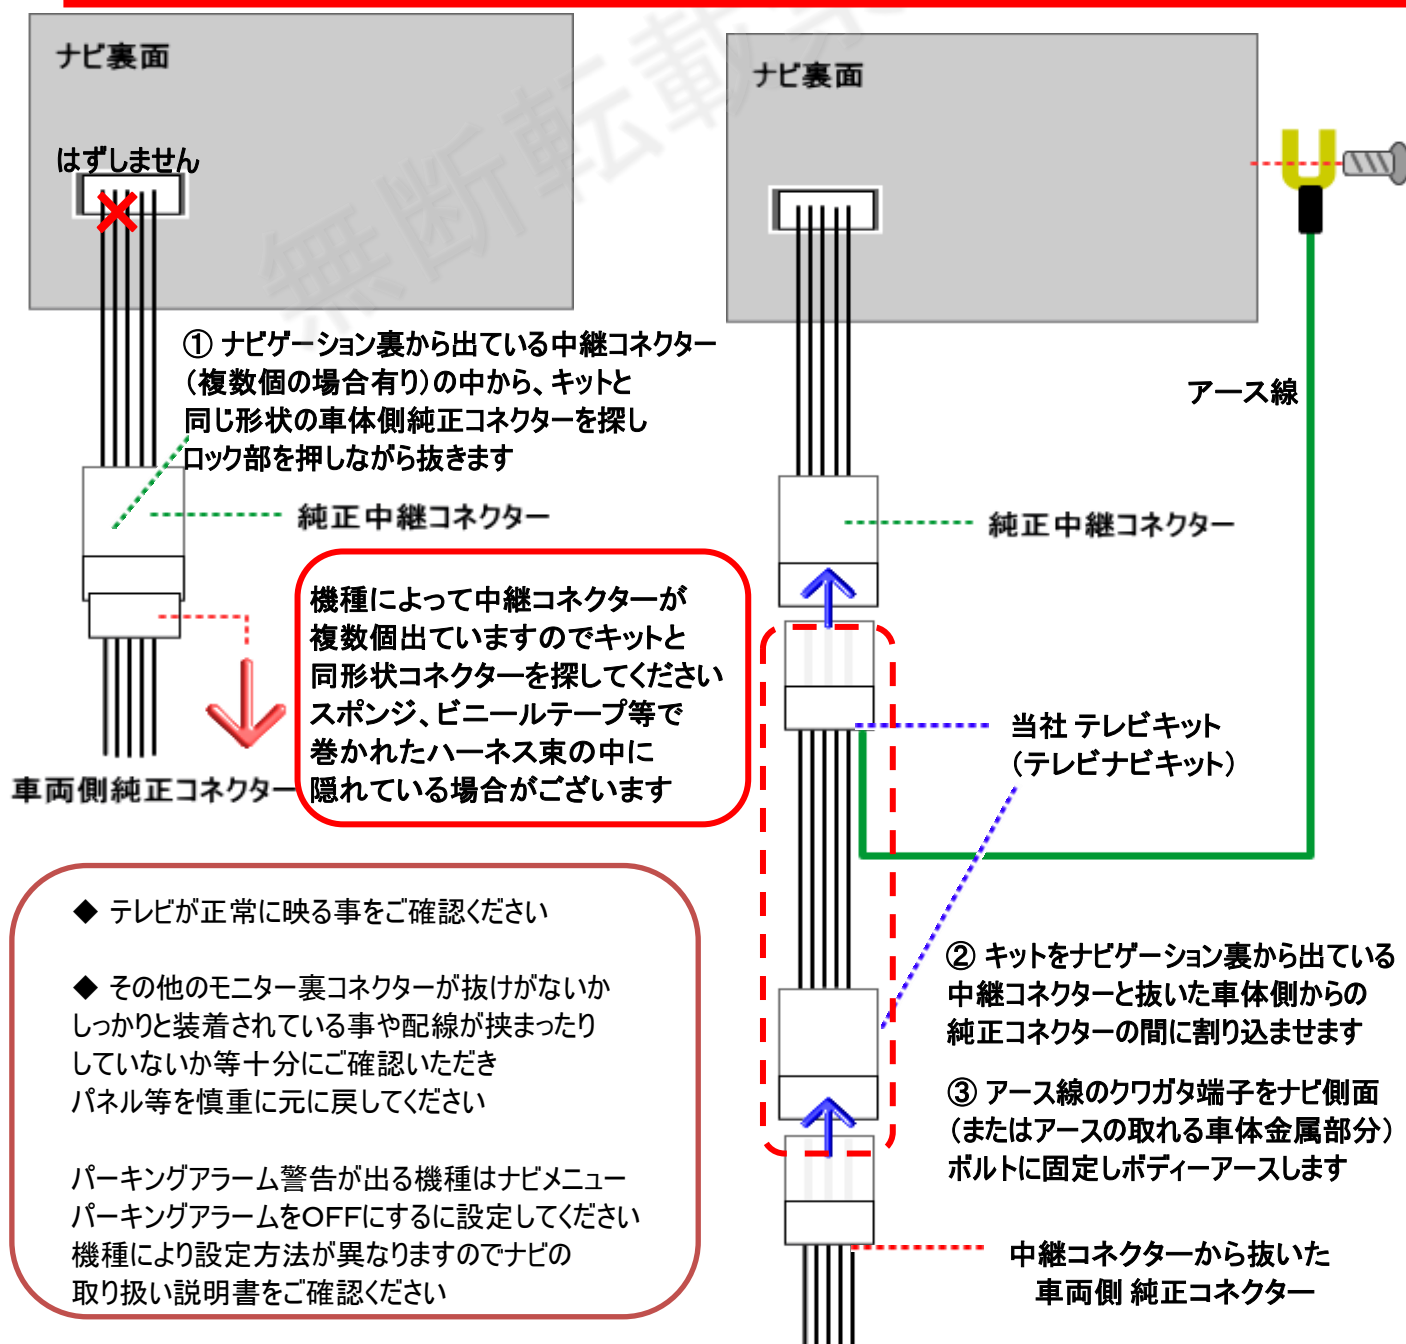 無断転載禁
ナビ裏面
はずしません
① ナビゲーション裏から出ている中継コネクター
（複数個の場合有り）の中から、キットと
同じ形状の車体側純正コネクターを探し
ロック部を押しながら抜きます
純正中継コネクター
機種によって中継コネクターが
複数個出ていますのでキットと
同形状コネクターを探してください
スポンジ、ビニールテープ等で
巻かれたハーネス束の中に
隠れている場合がございます
車両側純正コネクター
◆ テレビが正常に映る事をご確認ください
◆ その他のモニター裏コネクターが抜けがないか
しっかりと装着されている事や配線が挟まったり
していないか等十分にご確認いただき
パネル等を慎重に元に戻してください
パーキングアラーム警告が出る機種はナビメニュー
パーキングアラームをOFFにするに設定してください
機種により設定方法が異なりますのでナビの
取り扱い説明書をご確認ください
ナビ裏面
アース線
純正中継コネクター
当社 テレビキット
（テレビナビキット）
② キットをナビゲーション裏から出ている
中継コネクターと抜いた車体側からの
純正コネクターの間に割り込ませます
③ アース線のクワガタ端子をナビ側面
（またはアースの取れる車体金属部分）
ボルトに固定しボディーアースします
中継コネクターから抜いた
車両側 純正コネクター